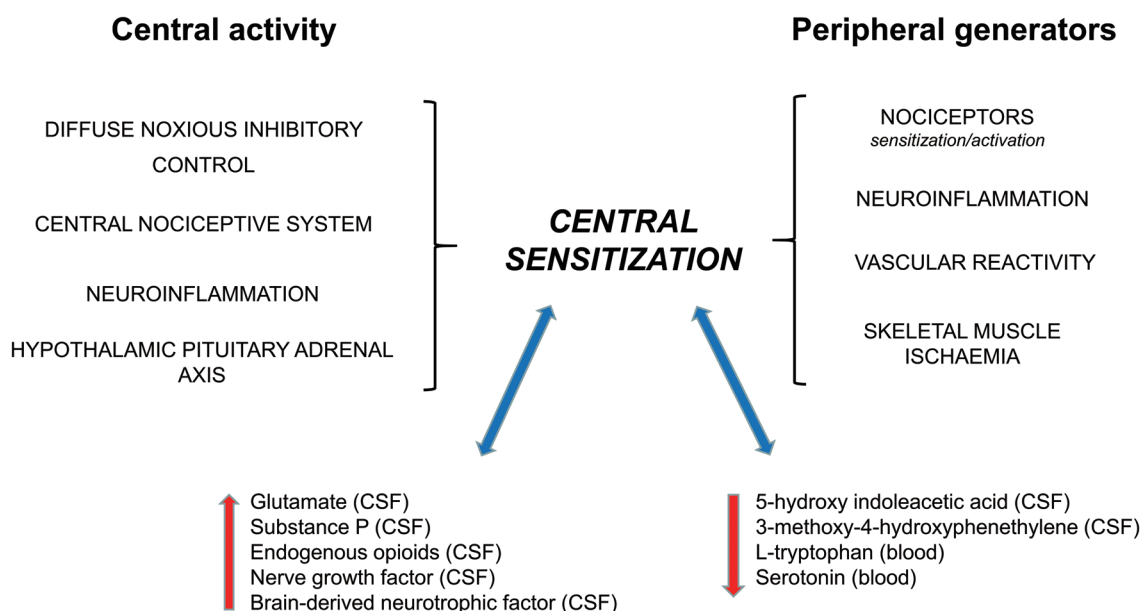 Central activity
DIFFUSE NOXIOUS INHIBITORY
CONTROL
CENTRAL NOCICEPTIVE SYSTEM
NEUROINFLAMMATION
HYPOTHALAMIC PITUITARY ADRENAL
AXIS
CENTRAL
SENSITIZATION
Peripheral generators
NOCICEPTORS
sensitization/activation
NEUROINFLAMMATION
VASCULAR REACTIVITY
SKELETAL MUSCLE
ISCHAEMIA
Glutamate (CSF)
Substance P (CSF)
Endogenous opioids (CSF)
Nerve growth factor (CSF)
Brain-derived neurotrophic factor (CSF)
5-hydroxy indoleacetic acid (CSF)
3-methoxy-4-hydroxyphenethylene (CSF)
L-tryptophan (blood)
Serotonin (blood)